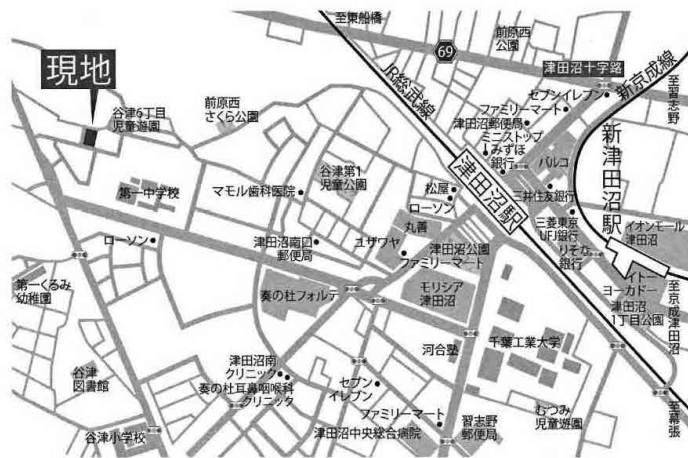 至東船橋
69
前原西
公園
津田沼十字路
新京成線
至習志野
現地
JR総武線
セブンイレブン
ファミリーマート
津田沼郵便局
ミニストップ
みずほ
銀行
パルコ
谷津6丁目
児童遊園
前原西
さくら公園
新津田沼駅
津田沼駅
三井住友銀行
谷津第1
児童公園
松屋
ローソン
第一中学校
マモル歯科医院
丸善
三菱東京
UFJ銀行
りそな
銀行
イオンモール
津田沼
ローソン
津田沼南口
郵便局
ユザワヤ
津田沼公園
ファミリーマート
イトー
ヨーカドー
津田沼
1丁目公園
至京成津田沼
第一くるみ
幼稚園
奏の杜フォルテ
モリシア
津田沼
河合塾
千葉工業大学
谷津
図書館
津田沼南
クリニック
奏の杜耳鼻咽喉科
クリニック
セブン
イレブン
ファミリーマート
むつみ
児童遊園
至幕張
谷津小学校
津田沼中央総合病院
習志野
郵便局